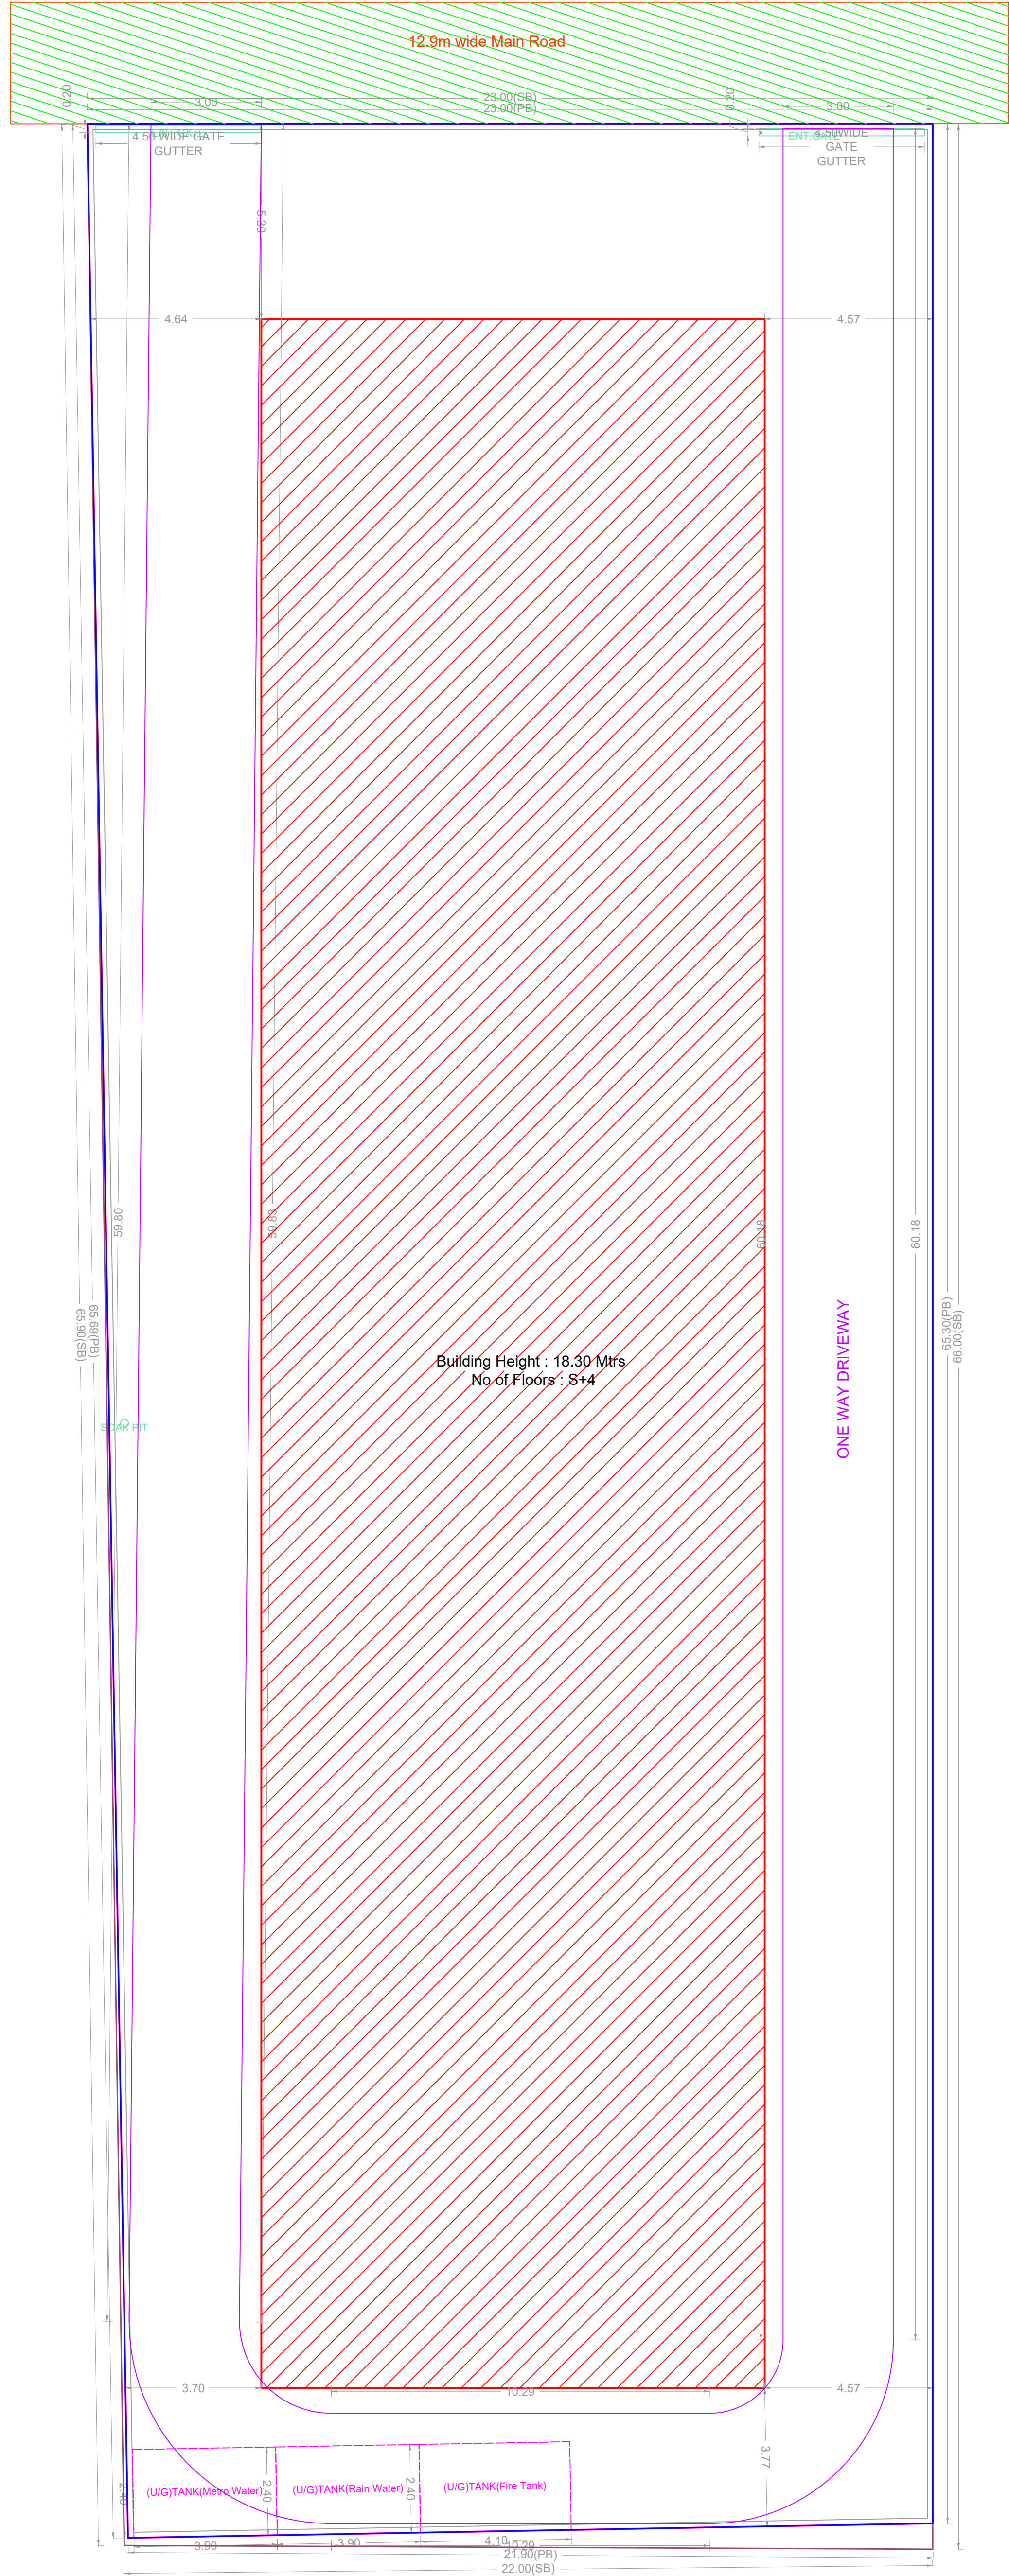 12.9m wide Main Road
0.20
3.00
23.00(SB)
23.00(PB)
0.20
3.00
4.50 WIDE GATE
GUTTER
ENT.GATE
4.50WIDE
GATE
GUTTER
5.30
4.64
4.57
59.80
59.83
60.18
60.18
65.69(PB)
65.90(SB)
65.30(PB)
66.00(SB)
ONE WAY DRIVEWAY
Building Height : 18.30 Mtrs
No of Floors : S+4
SOAK PIT
3.70
10.29
4.57
3.77
2.40
2.40
2.40
(U/G)TANK(Metro Water)
(U/G)TANK(Rain Water)
(U/G)TANK(Fire Tank)
3.90
3.90
4.10
10.29
21.90(PB)
22.00(SB)